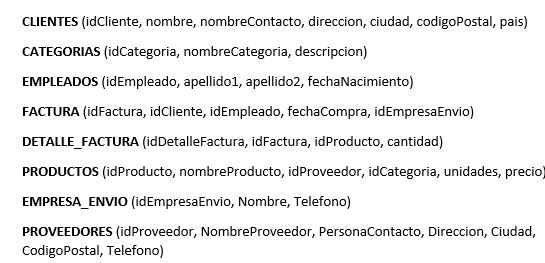 CLIENTES (idCliente, nombre, nombreContacto, direccion, ciudad, codigoPostal, pais)
CATEGORIAS (idCategoria, nombreCategoria, descripcion)
EMPLEADOS (idEmpleado, apellido1, apellido2, fechaNacimiento)
FACTURA (idFactura, idCliente, idEmpleado, fechaCompra, idEmpresaEnvio)
DETALLE_FACTURA (idDetalleFactura, idFactura, idProducto, cantidad)
PRODUCTOS (idProducto, nombreProducto, idProveedor, idCategoria, unidades, precio)
EMPRESA_ENVIO (idEmpresaEnvio, Nombre, Telefono)
PROVEEDORES (idProveedor, NombreProveedor, PersonaContacto, Direccion, Ciudad,
CodigoPostal, Telefono)